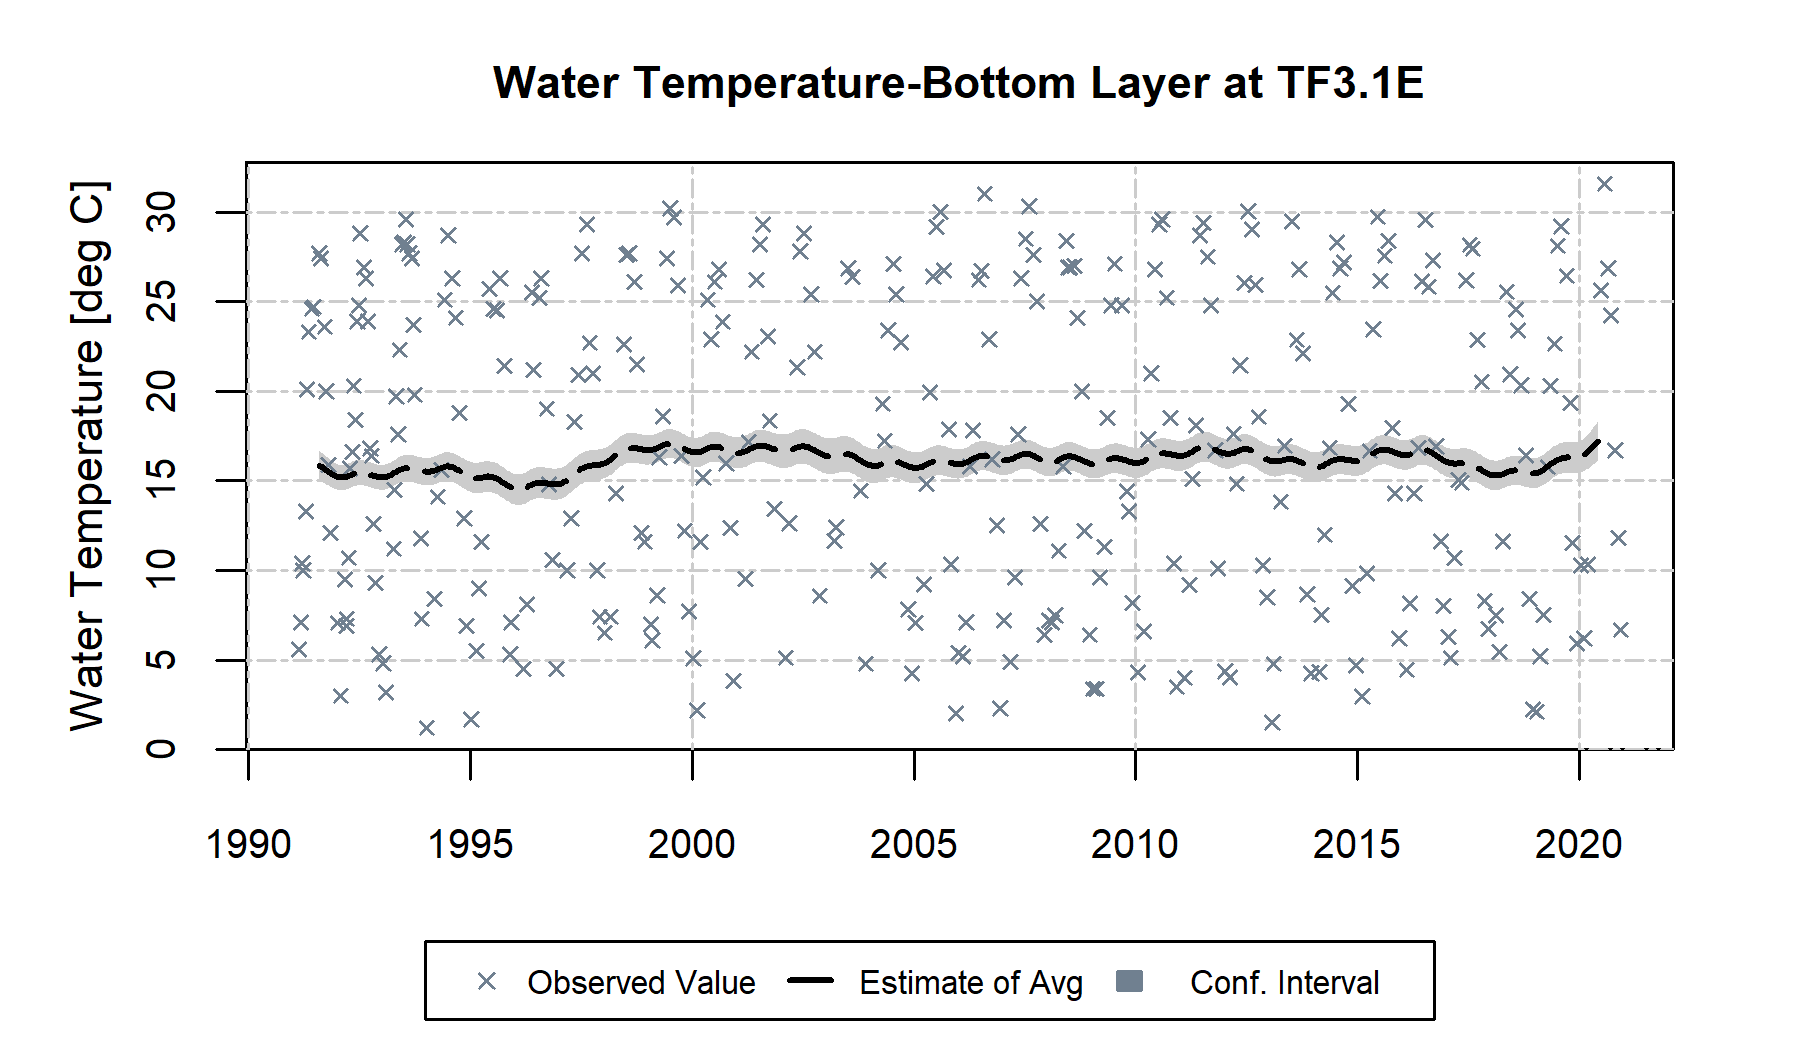 Water Temperature-Bottom Layer at TF3.1E
Water Temperature [deg C]
30
25
20
15
10
5
0
1990 1995 2000 2005 2010 2015 2020
Observed Value Estimate of Avg Conf. Interval